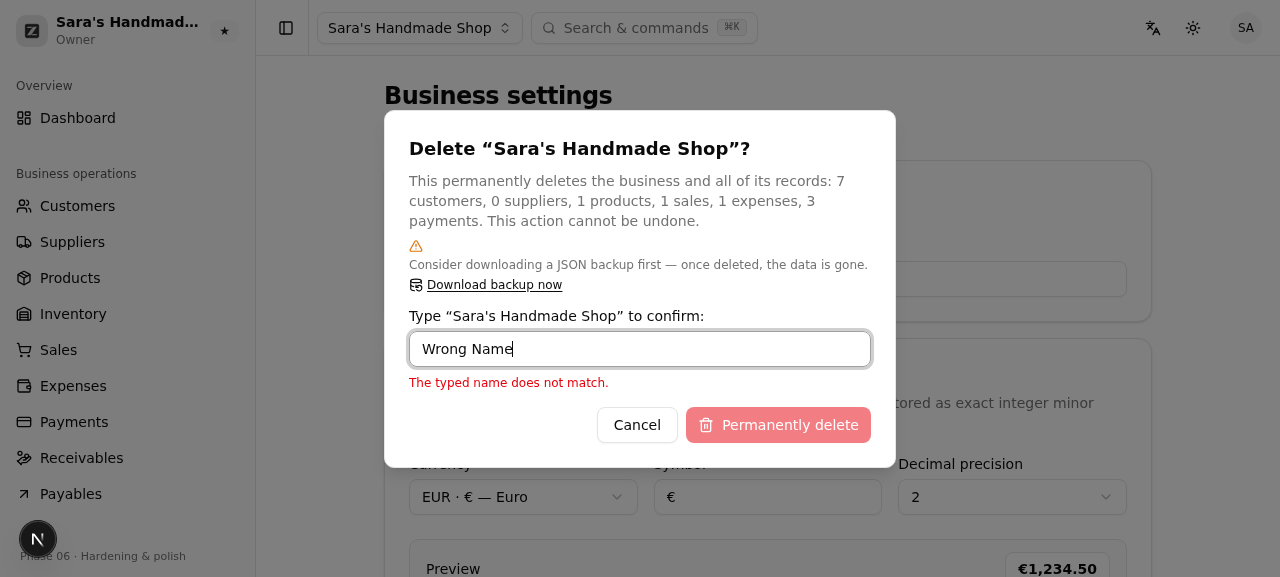 Sara's Handmad...
Owner
★
Sara's Handmade Shop
Search & commands
⌘K
SA
Overview
Dashboard
Business operations
Customers
Suppliers
Products
Inventory
Sales
Expenses
Payments
Receivables
Payables
N
06 · Hardening & polish
Business settings
Delete “Sara's Handmade Shop”?
This permanently deletes the business and all of its records: 7
customers, 0 suppliers, 1 products, 1 sales, 1 expenses, 3
payments. This action cannot be undone.
Consider downloading a JSON backup first — once deleted, the data is gone.
Download backup now
Type “Sara's Handmade Shop” to confirm:
Wrong Name
The typed name does not match.
Cancel
Permanently delete
as exact integer minor
Decimal precision
EUR · € — Euro
€
2
Preview
€1,234.50